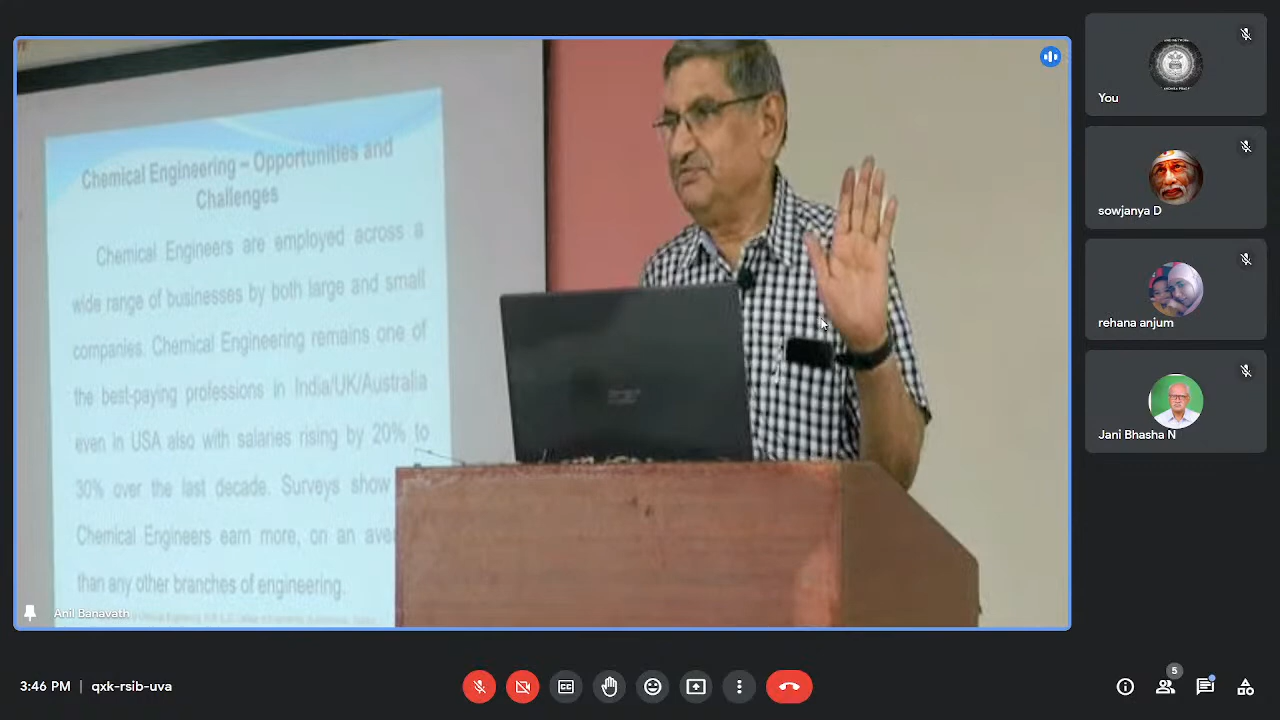 Chemical Engineering – Opportunities and
Challenges
Chemical Engineers are employed across a
wide range of businesses by both large and small
companies. Chemical Engineering remains one of
the best-paying professions in India/UK/Australia
even in USA also with salaries rising by 20% to
30% over the last decade. Surveys show
Chemical Engineers earn more, on an
than any other branches of engineering.
Anil Banavath
You
sowjanya D
rehana anjum
Jani Bhasha N
3:46 PM | qxk-rsib-uva
5